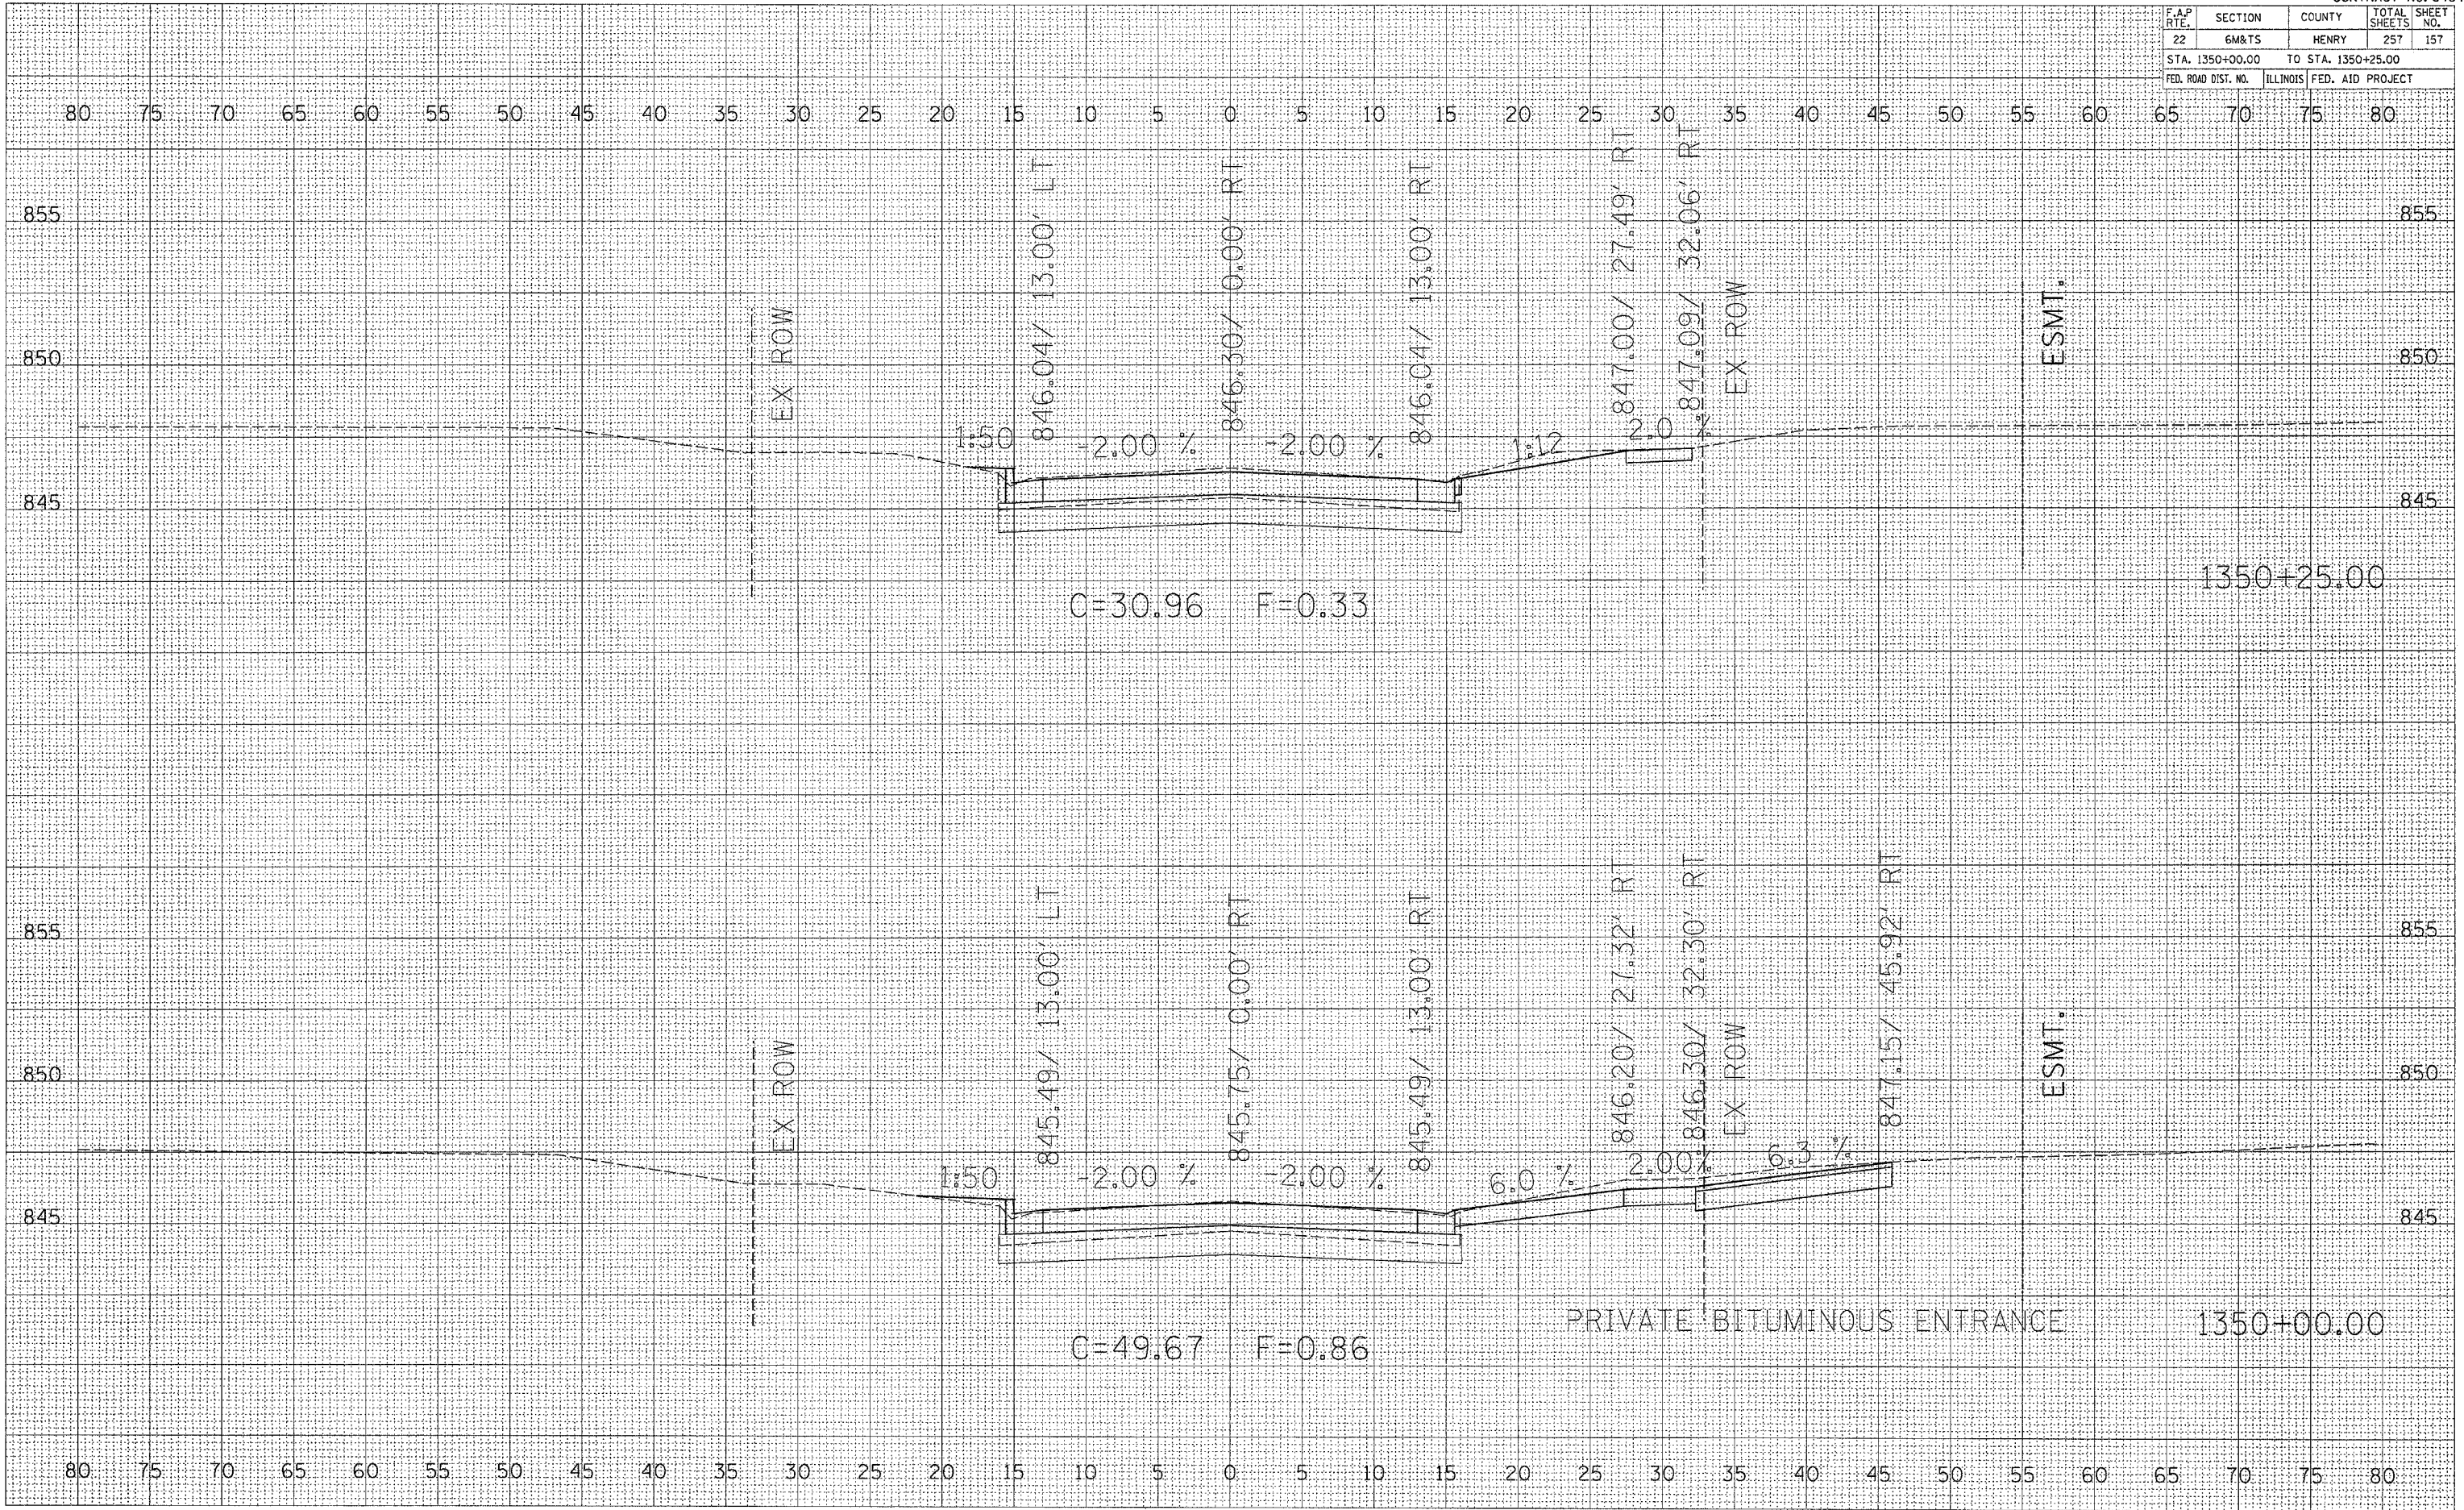 F.A.P. RTE. SECTION COUNTY TOTAL SHEETS SHEET NO.
22 6M&TS HENRY 257 157
STA. 1350+00.00 TO STA. 1350+25.00
FED. ROAD DIST. NO. ILLINOIS FED. AID PROJECT
80 75 70 65 60 55 50 45 40 35 30 25 20 15 10 5 0 5 10 15 20 25 30 35 40 45 50 55 60 65 70 75 80
846.04/ 13.00' LT
846.30/ 0.00' RT
846.04/ 13.00' RT
847.00/ 27.49' RT
847.09/ 32.06' RT
EX ROW
EX ROW
ESMT.
855 855
850 850
845 845
1:50 -2.00 % -2.00 % 1:12 2.0 %
1350+25.00
C=30.96 F=0.33
845.49/ 13.00' LT
845.75/ 0.00' RT
845.49/ 13.00' RT
846.20/ 27.32' RT
846.30/ 32.30' RT
847.15/ 45.92' RT
EX ROW
EX ROW
ESMT.
855 855
850 850
845 845
1:50 -2.00 % -2.00 % 6.0 % 2.00% 6.3 %
PRIVATE BITUMINOUS ENTRANCE 1350+00.00
C=49.67 F=0.86
80 75 70 65 60 55 50 45 40 35 30 25 20 15 10 5 0 5 10 15 20 25 30 35 40 45 50 55 60 65 70 75 80